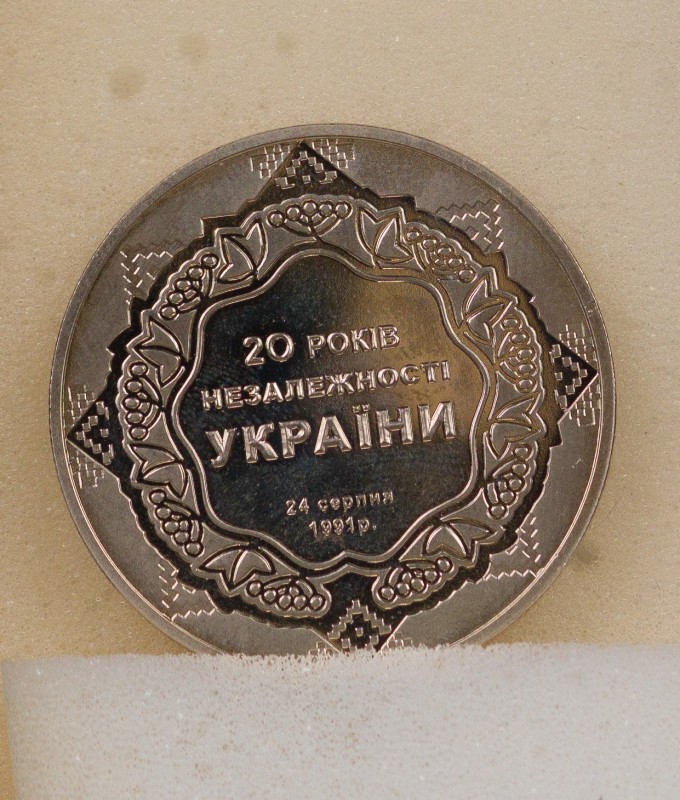 20 РОКІВ
НЕЗАЛЕЖНОСТІ
УКРАЇНИ
24 серпня
1991р.